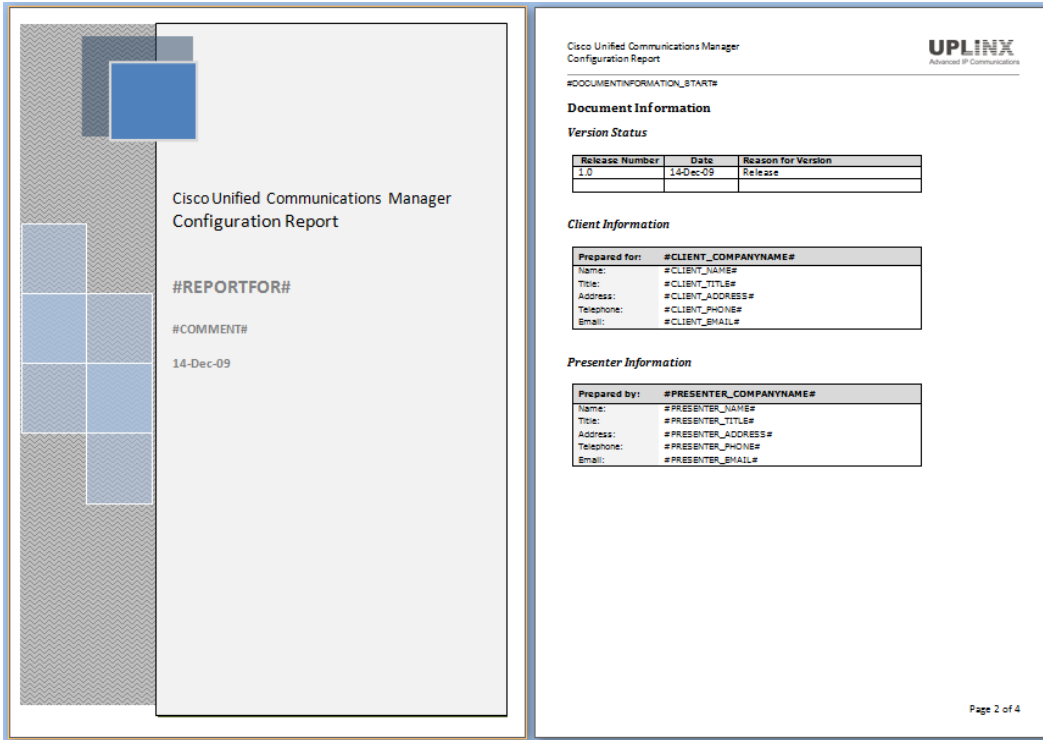 Cisco Unified Communications Manager
Configuration Report
#REPORTFOR#
#COMMENT#
14-Dec-09
Cisco Unified Communications Manager
Configuration Report
UPLINX
Advanced IP Communications
#DOCUMENTINFORMATION_START#
Document Information
Version Status
Release Number Date Reason for Version
1.0 14-Dec-09 Release
Client Information
Prepared for: #CLIENT_COMPANYNAME#
Name: #CLIENT_NAME#
Title: #CLIENT_TITLE#
Address: #CLIENT_ADDRESS#
Telephone: #CLIENT_PHONE#
Email: #CLIENT_EMAIL#
Presenter Information
Prepared by: #PRESENTER_COMPANYNAME#
Name: #PRESENTER_NAME#
Title: #PRESENTER_TITLE#
Address: #PRESENTER_ADDRESS#
Telephone: #PRESENTER_PHONE#
Email: #PRESENTER_EMAIL#
Page 2 of 4